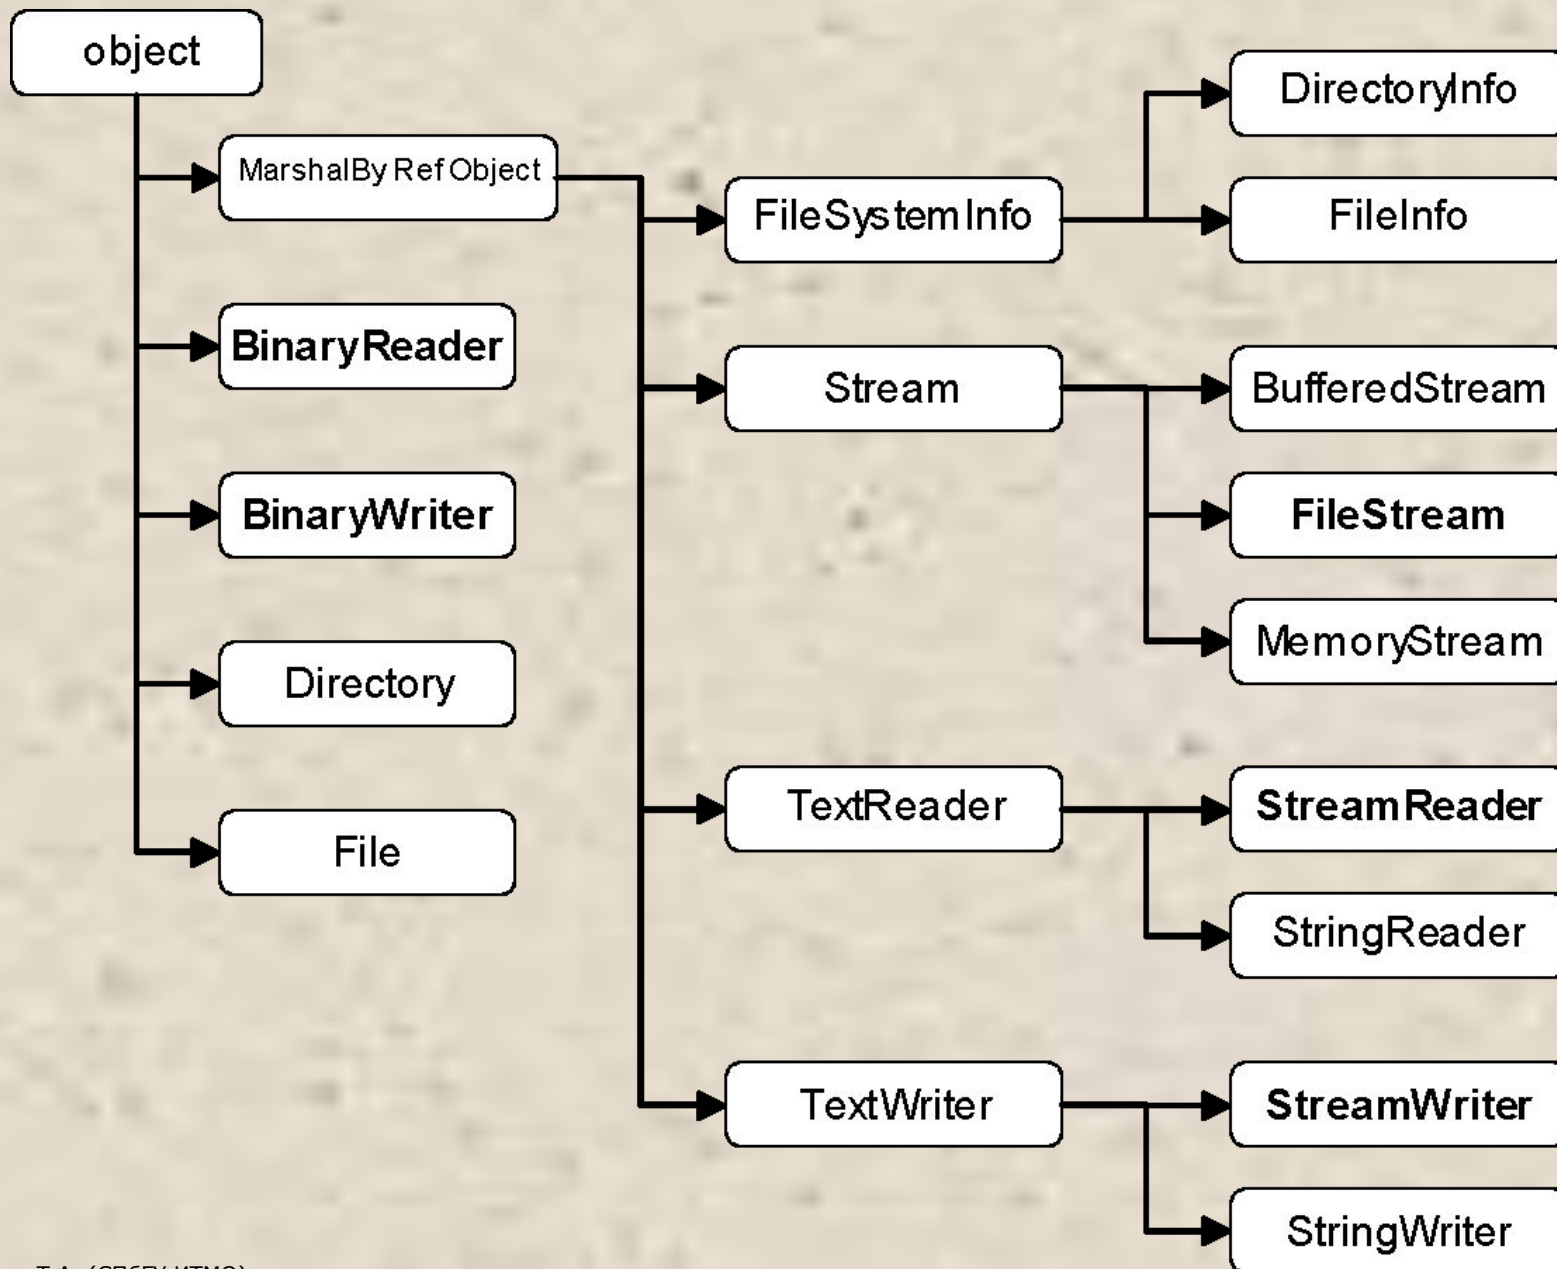 object
MarshalByRefObject
BinaryReader
BinaryWriter
Directory
File
FileSystemInfo
Stream
TextReader
TextWriter
DirectoryInfo
FileInfo
BufferedStream
FileStream
MemoryStream
StreamReader
StringReader
StreamWriter
StringWriter